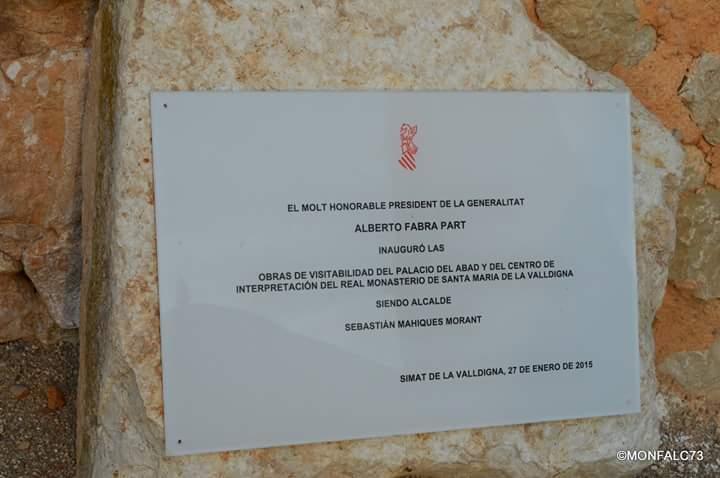 EL MOLT HONORABLE PRESIDENT DE LA GENERALITAT
ALBERTO FABRA PART
INAUGURÓ LAS
OBRAS DE VISITABILIDAD DEL PALACIO DEL ABAD Y DEL CENTRO DE
INTERPRETACIÓN DEL REAL MONASTERIO DE SANTA MARIA DE LA VALLDIGNA
SIENDO ALCALDE
SEBASTIÀN MAHIQUES MORANT
SIMAT DE LA VALLDIGNA, 27 DE ENERO DE 2015
©MONFALC73